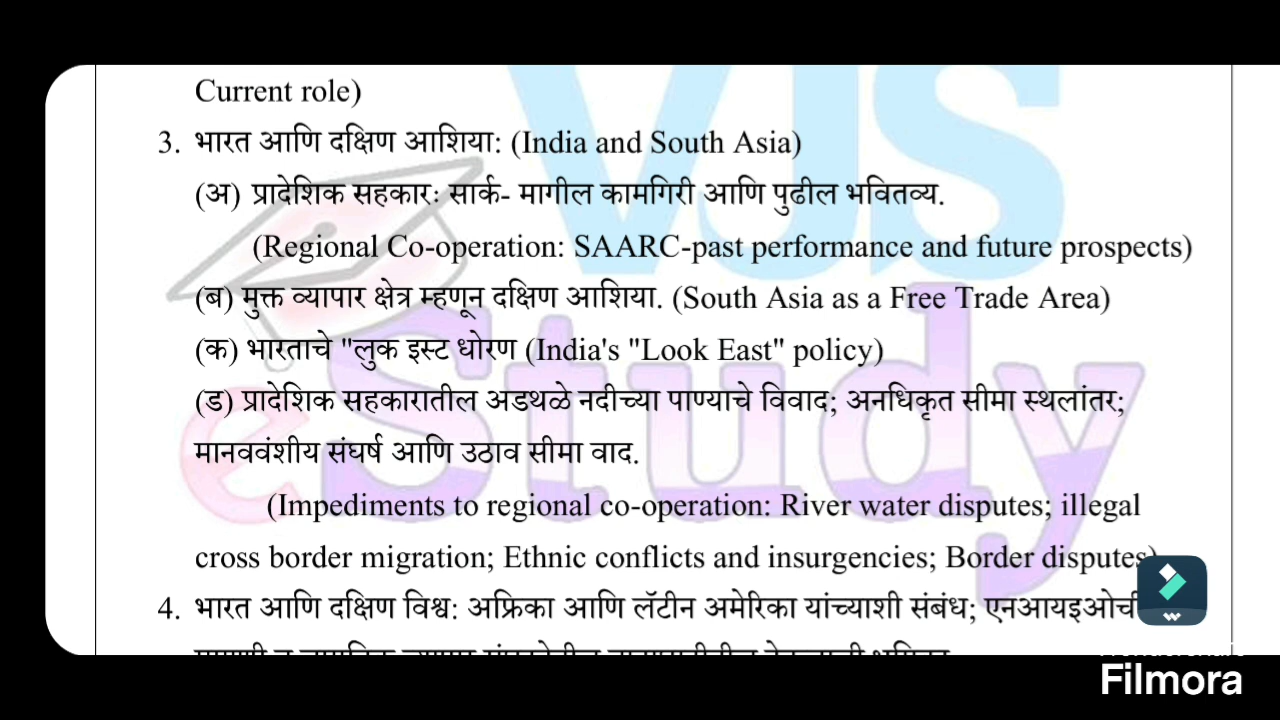 Current role)
3. भारत आणि दक्षिण आशिया: (India and South Asia)
(अ) प्रादेशिक सहकार: सार्क- मागील कामगिरी आणि पुढील भवितव्य.
(Regional Co-operation: SAARC-past performance and future prospects)
(ब) मुक्त व्यापार क्षेत्र म्हणून दक्षिण आशिया. (South Asia as a Free Trade Area)
(क) भारताचे "लुक इस्ट धोरण (India's "Look East" policy)
(ड) प्रादेशिक सहकारातील अडथळे नदीच्या पाण्याचे विवाद; अनधिकृत सीमा स्थलांतर;
मानववंशीय संघर्ष आणि उठाव सीमा वाद.
(Impediments to regional co-operation: River water disputes; illegal
cross border migration; Ethnic conflicts and insurgencies; Border disputes)
4. भारत आणि दक्षिण विश्व: अफ्रिका आणि लॅटीन अमेरिका यांच्याशी संबंध; एनआयइओची
VJS
eStudy
Filmora